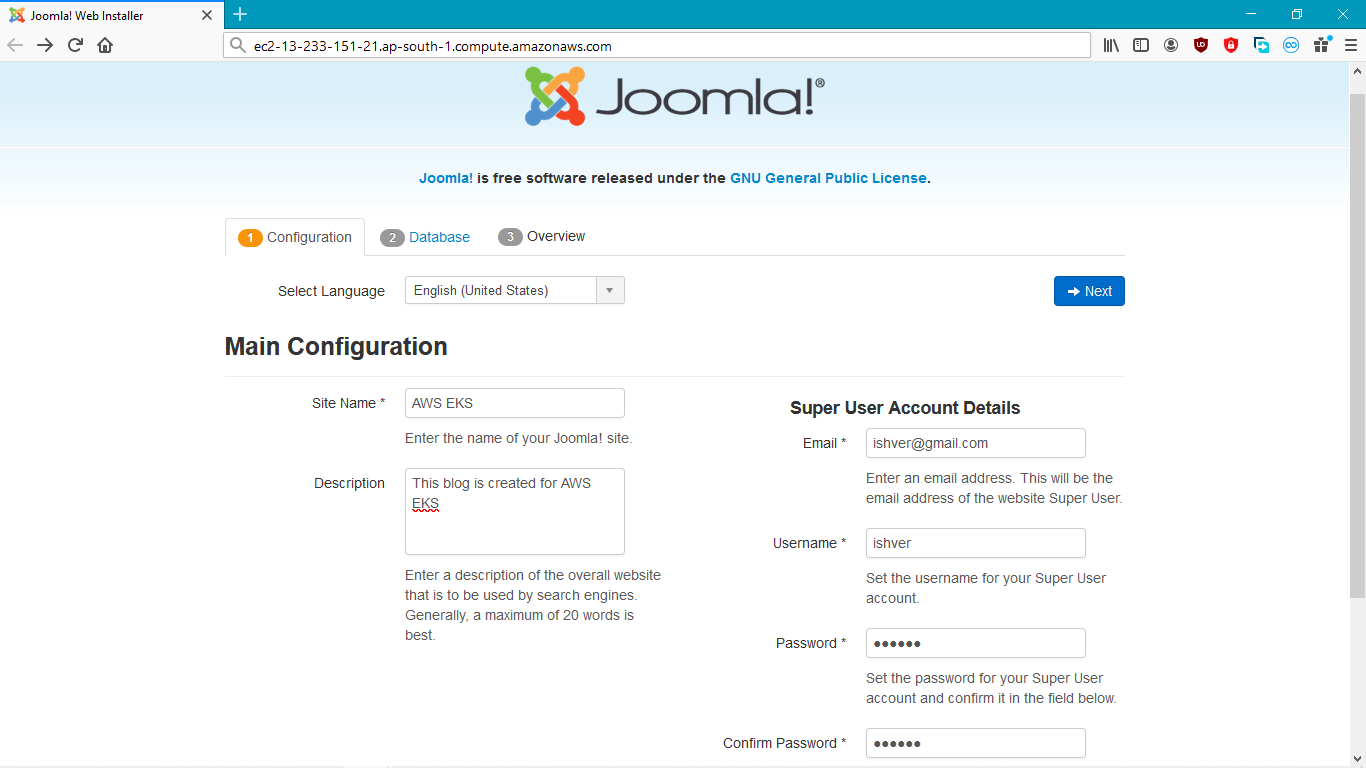 Joomla! Web Installer
ec2-13-233-151-21.ap-south-1.compute.amazonaws.com
Joomla!®
Joomla! is free software released under the GNU General Public License.
1 Configuration 2 Database 3 Overview
Select Language English (United States) Next
Main Configuration
Site Name * AWS EKS
Enter the name of your Joomla! site.
Description This blog is created for AWS
EKS
Enter a description of the overall website
that is to be used by search engines.
Generally, a maximum of 20 words is
best.
Super User Account Details
Email * ishver@gmail.com
Enter an email address. This will be the
email address of the website Super User.
Username * ishver
Set the username for your Super User
account.
Password * ●●●●●●
Set the password for your Super User
account and confirm it in the field below.
Confirm Password * ●●●●●●